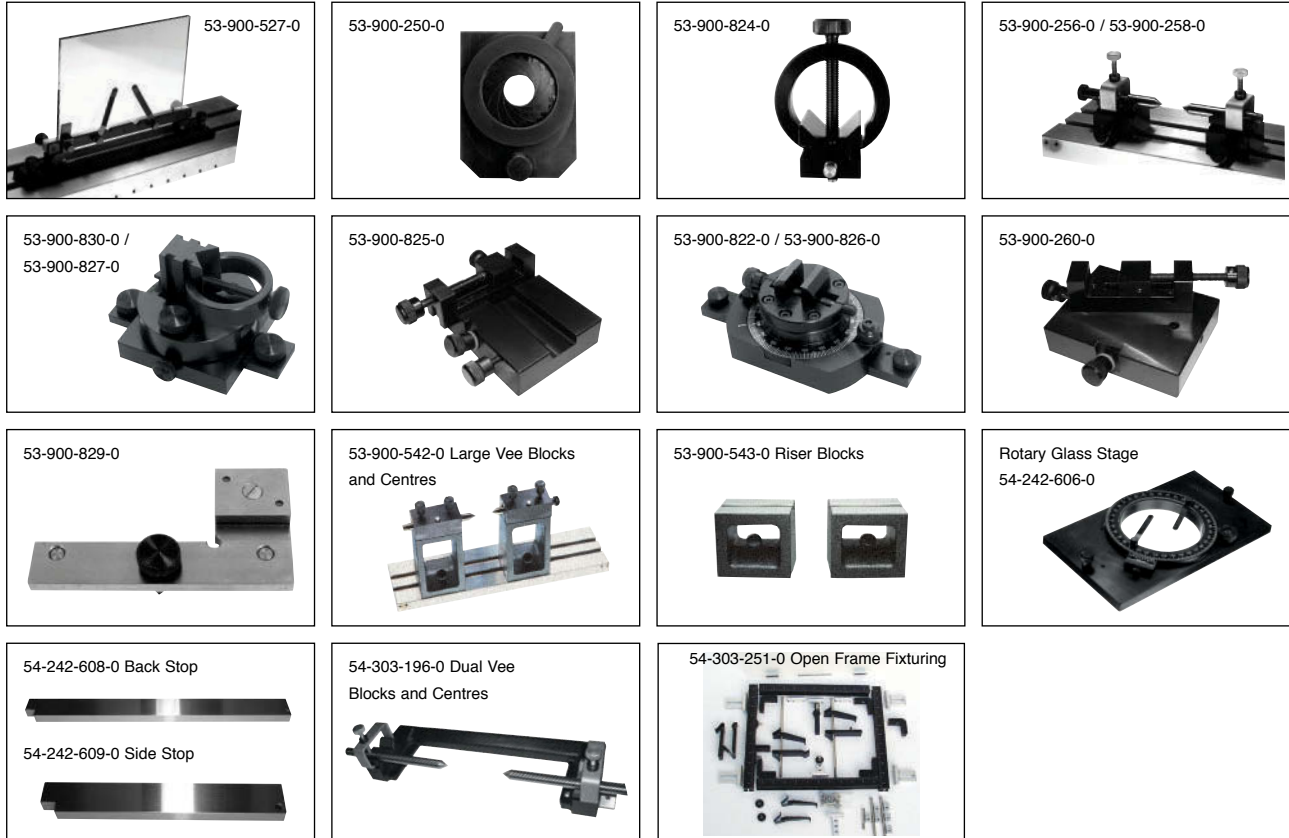 53-900-527-0
53-900-250-0
53-900-824-0
53-900-256-0 / 53-900-258-0
53-900-830-0 /
53-900-827-0
53-900-825-0
53-900-822-0 / 53-900-826-0
53-900-260-0
53-900-829-0
53-900-542-0 Large Vee Blocks
and Centres
53-900-543-0 Riser Blocks
Rotary Glass Stage
54-242-606-0
54-242-608-0 Back Stop
54-242-609-0 Side Stop
54-303-196-0 Dual Vee
Blocks and Centres
54-303-251-0 Open Frame Fixturing